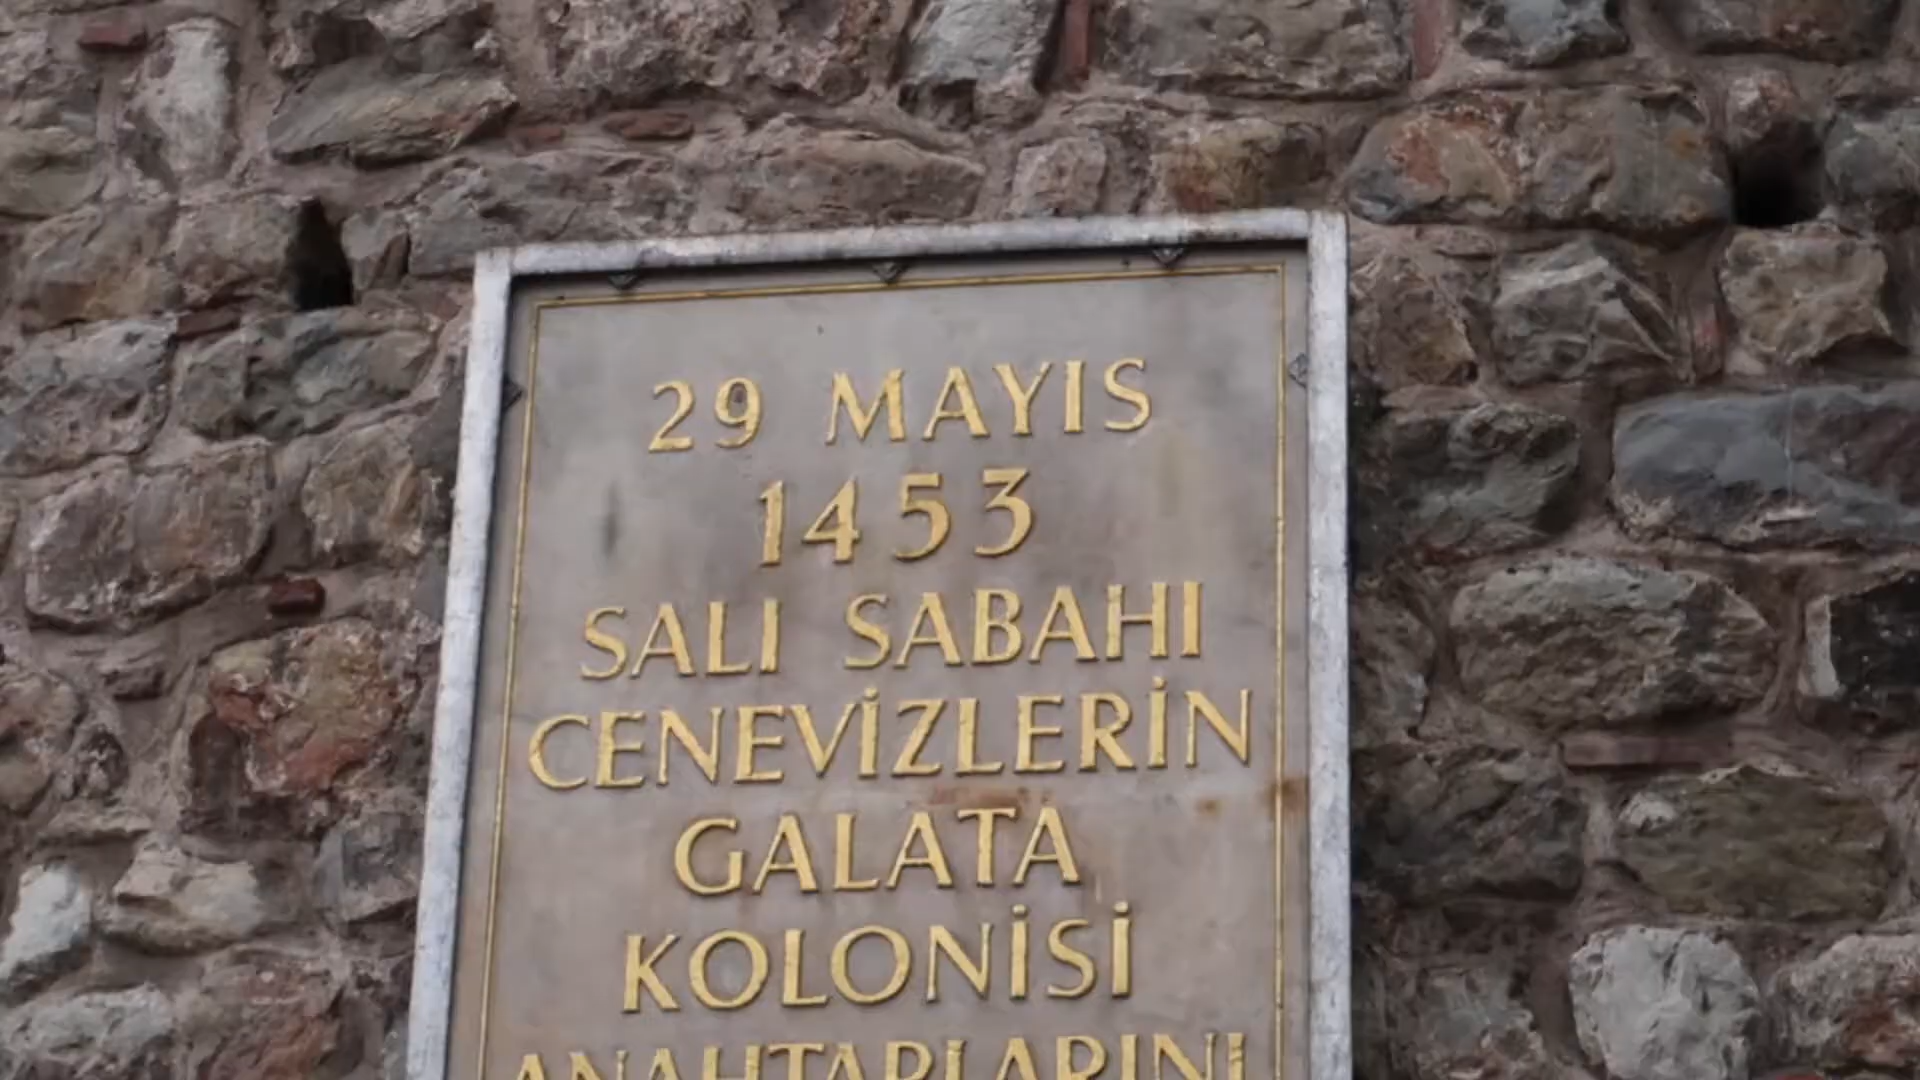 29 MAYIS
1453
SALI SABAHI
CENEVİZLERİN
GALATA
KOLONİSİ
ANAHTARLARINI